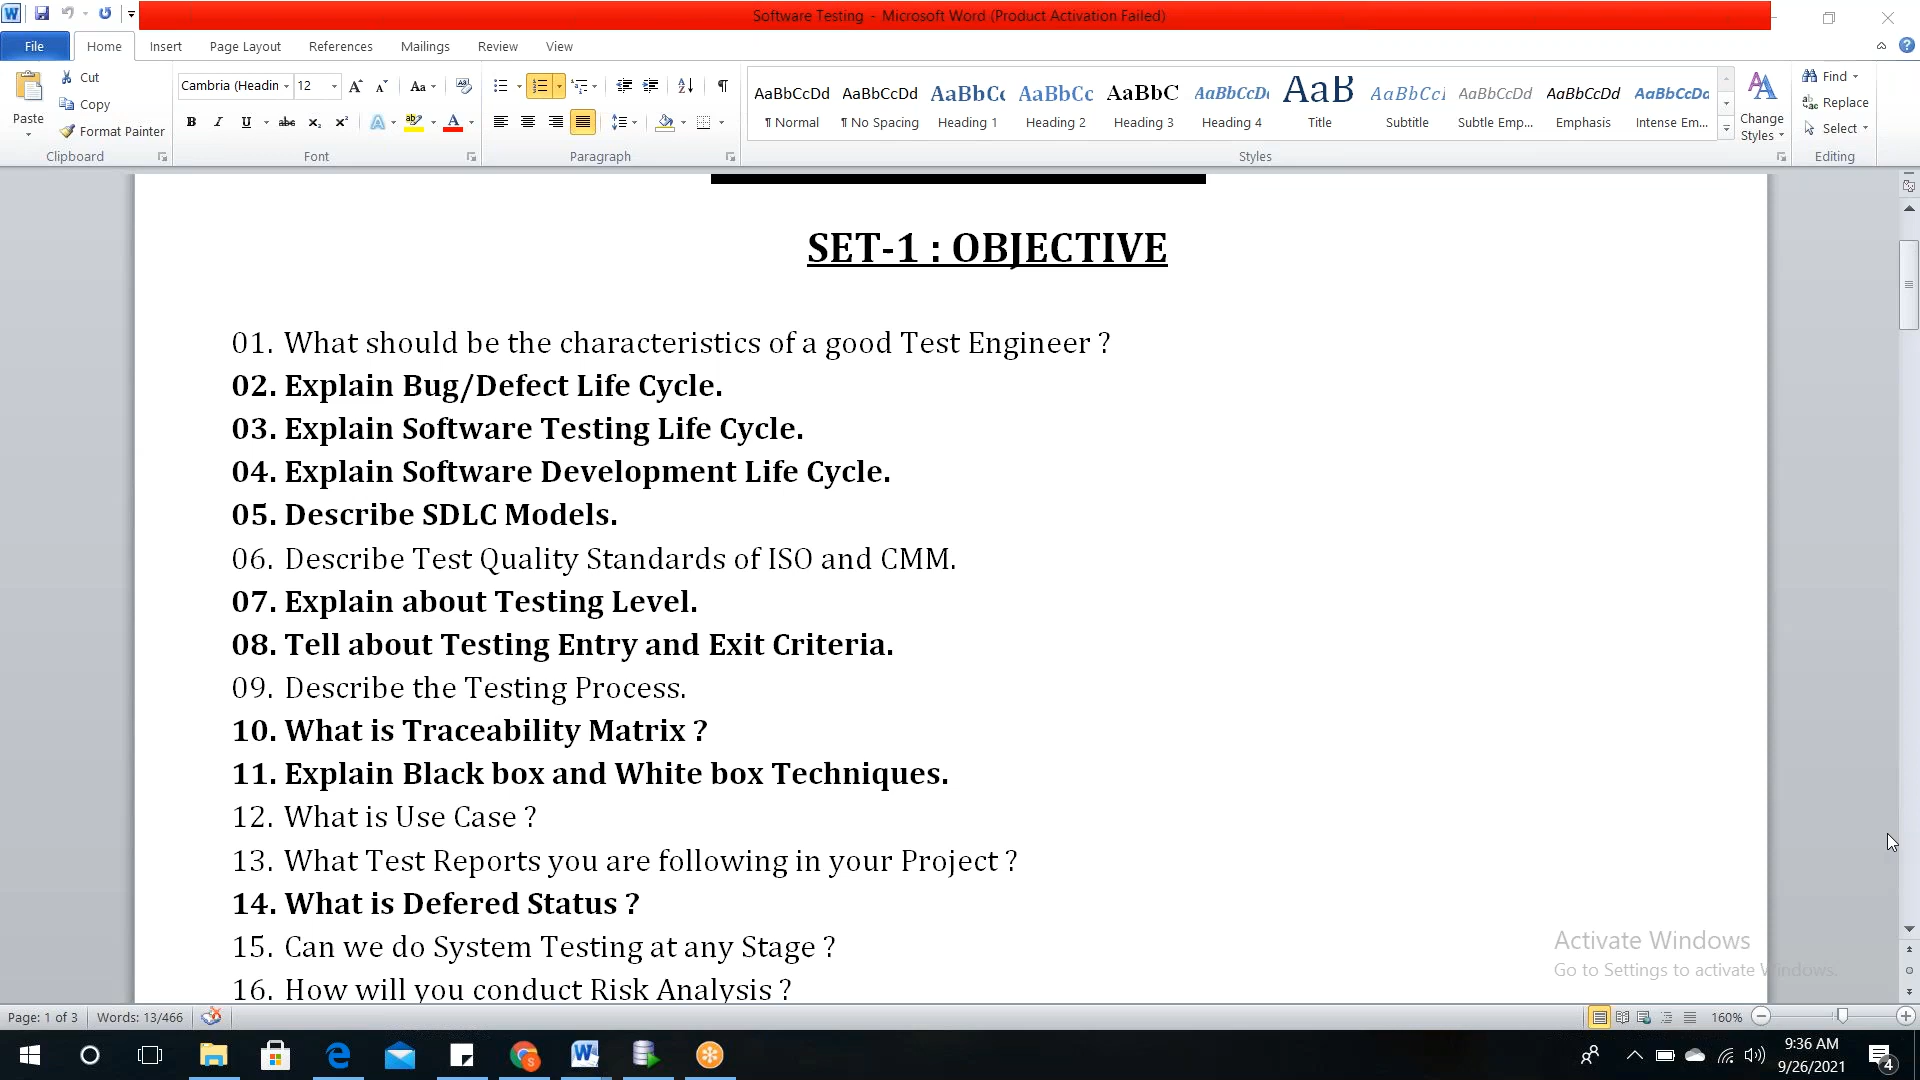 Software Testing - Microsoft Word (Product Activation Failed)
File Home Insert Page Layout References Mailings Review View
Cut
Copy
Format Painter
Paste
Clipboard
Cambria (Headin 12
Font
Paragraph
AaBbCcDd AaBbCcDd AaBbCc AaBbCc AaBbC AaBbCcDd AaB AaBbCcI AaBbCcDd AaBbCcDd AaBbCcDd
¶ Normal ¶ No Spacing Heading 1 Heading 2 Heading 3 Heading 4 Title Subtitle Subtle Emp... Emphasis Intense Em...
Styles
Change Styles
Find
Replace
Select
Editing
SET-1 : OBJECTIVE
01. What should be the characteristics of a good Test Engineer ?
02. Explain Bug/Defect Life Cycle.
03. Explain Software Testing Life Cycle.
04. Explain Software Development Life Cycle.
05. Describe SDLC Models.
06. Describe Test Quality Standards of ISO and CMM.
07. Explain about Testing Level.
08. Tell about Testing Entry and Exit Criteria.
09. Describe the Testing Process.
10. What is Traceability Matrix ?
11. Explain Black box and White box Techniques.
12. What is Use Case ?
13. What Test Reports you are following in your Project ?
14. What is Defered Status ?
15. Can we do System Testing at any Stage ?
16. How will you conduct Risk Analysis ?
Activate Windows
Go to Settings to activate Windows.
Page: 1 of 3 Words: 13/466 160%
9:36 AM
9/26/2021
4